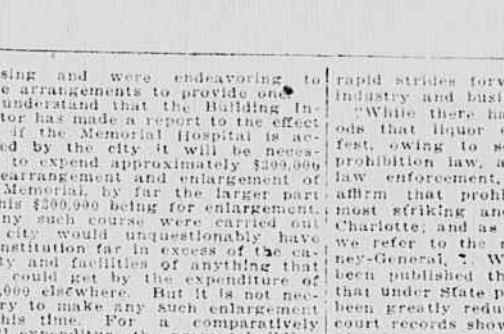 sing and were endeavoring to
e arrangements to provide one.
understand that the Building In-
tor has made a report to the effect
if the Memorial Hospital is ac-
ed by the city it will be neces-
to expend approximately $300,000
earrangement and enlargement of
Memorial, by far the larger part
his $300,000 being for enlargement.
ny such course were carried out
city would unquestionably have
nstitution far in excess of the ca-
ty and facilities of anything that
could get by the expenditure of
,000 elsewhere. But it is not nec-
ry to make any such enlargement
his time. For a comparatively
expenditure the
rapid strides forw
industry and busi
"While there ha
ods that liquor
fest, owing to s
prohibition law, a
law enforcement,
affirm that prohi
most striking an
Charlotte; and as
we refer to the
ney-General, W
been published th
that under State p
been greatly redu
court records sh